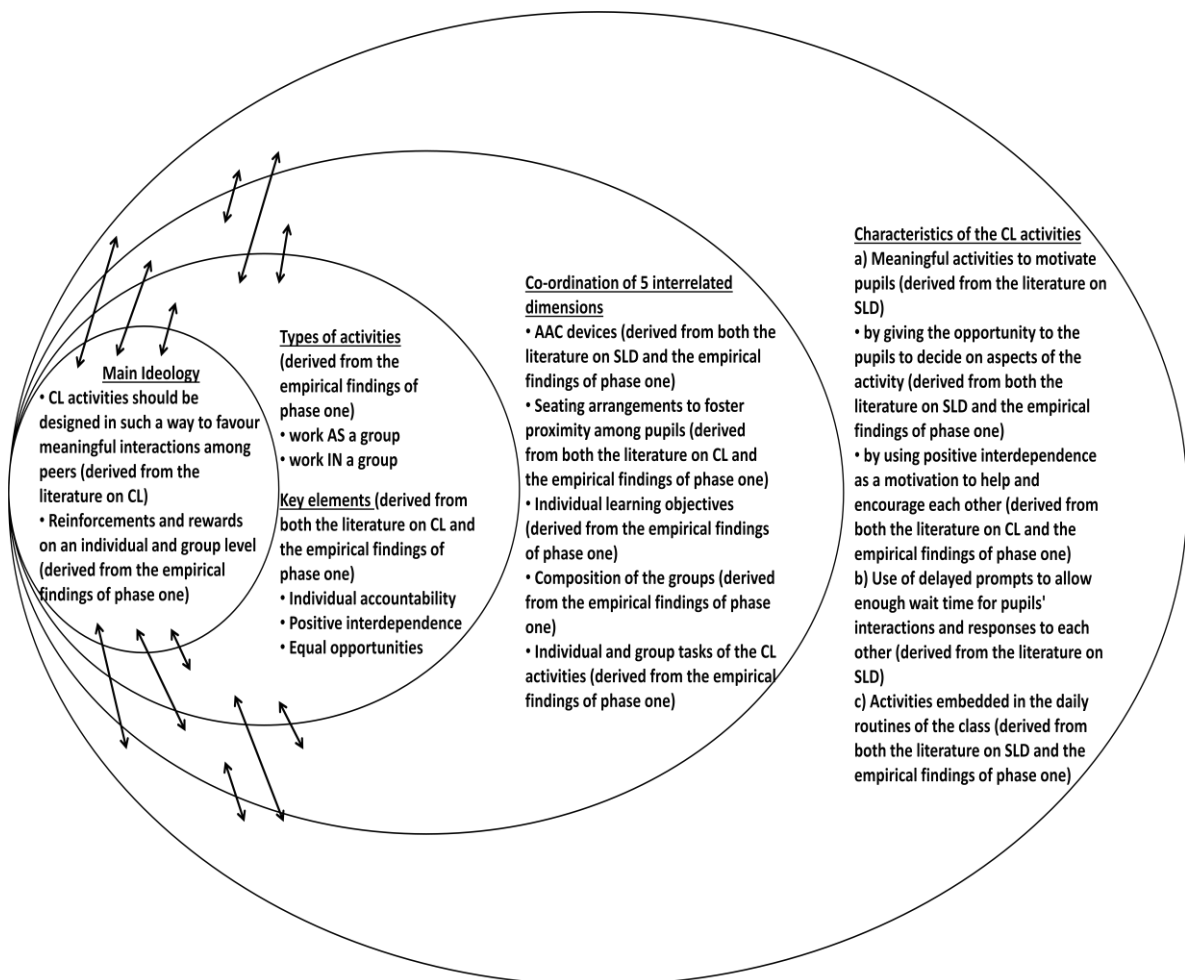 Main Ideology
• CL activities should be
designed in such a way to favour
meaningful interactions among
peers (derived from the
literature on CL)
• Reinforcements and rewards
on an individual and group level
(derived from the empirical
findings of phase one)
Types of activities
(derived from the
empirical findings of
phase one)
• work AS a group
• work IN a group
Key elements (derived from
both the literature on CL and
the empirical findings of
phase one)
• Individual accountability
• Positive interdependence
• Equal opportunities
Co-ordination of 5 interrelated
dimensions
• AAC devices (derived from both the
literature on SLD and the empirical
findings of phase one)
• Seating arrangements to foster
proximity among pupils (derived
from both the literature on CL and
the empirical findings of phase one)
• Individual learning objectives
(derived from the empirical findings
of phase one)
• Composition of the groups (derived
from the empirical findings of phase
one)
• Individual and group tasks of the CL
activities (derived from the empirical
findings of phase one)
Characteristics of the CL activities
a) Meaningful activities to motivate
pupils (derived from the literature on
SLD)
• by giving the opportunity to the
pupils to decide on aspects of the
activity (derived from both the
literature on SLD and the empirical
findings of phase one)
• by using positive interdependence
as a motivation to help and
encourage each other (derived from
both the literature on CL and the
empirical findings of phase one)
b) Use of delayed prompts to allow
enough wait time for pupils'
interactions and responses to each
other (derived from the literature on
SLD)
c) Activities embedded in the daily
routines of the class (derived from
both the literature on SLD and the
empirical findings of phase one)